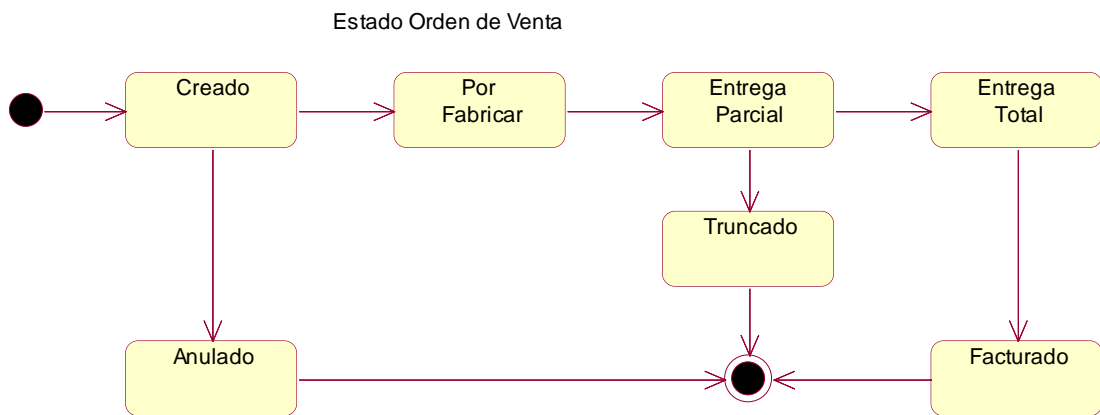 Estado Orden de Venta
Creado
Por
Fabricar
Entrega
Parcial
Entrega
Total
Truncado
Anulado
Facturado